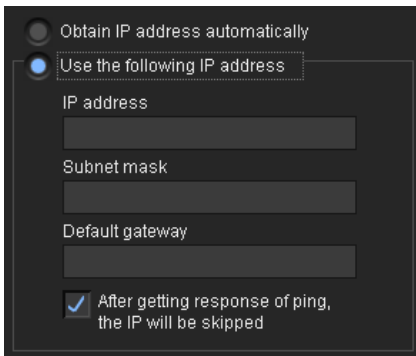 Obtain IP address automatically
Use the following IP address
IP address
Subnet mask
Default gateway
After getting response of ping,
the IP will be skipped